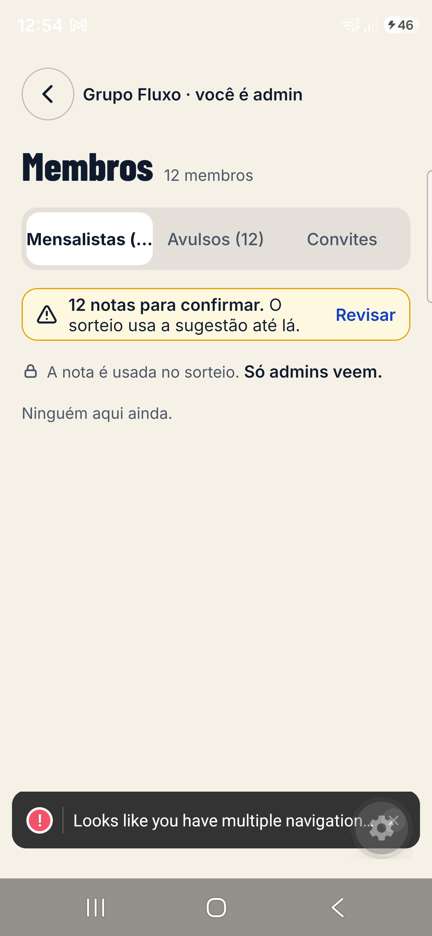 12:54
46
Grupo Fluxo · você é admin
Membros 12 membros
Mensalistas (... Avulsos (12) Convites
12 notas para confirmar. O
sorteio usa a sugestão até lá.
Revisar
A nota é usada no sorteio. Só admins veem.
Ninguém aqui ainda.
Looks like you have multiple navigation...